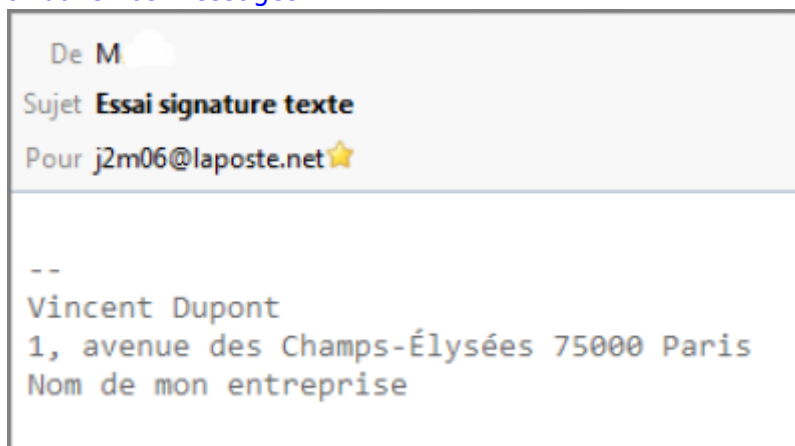 De M
Sujet Essai signature texte
Pour j2m06@laposte.net
--
Vincent Dupont
1, avenue des Champs-Élysées 75000 Paris
Nom de mon entreprise